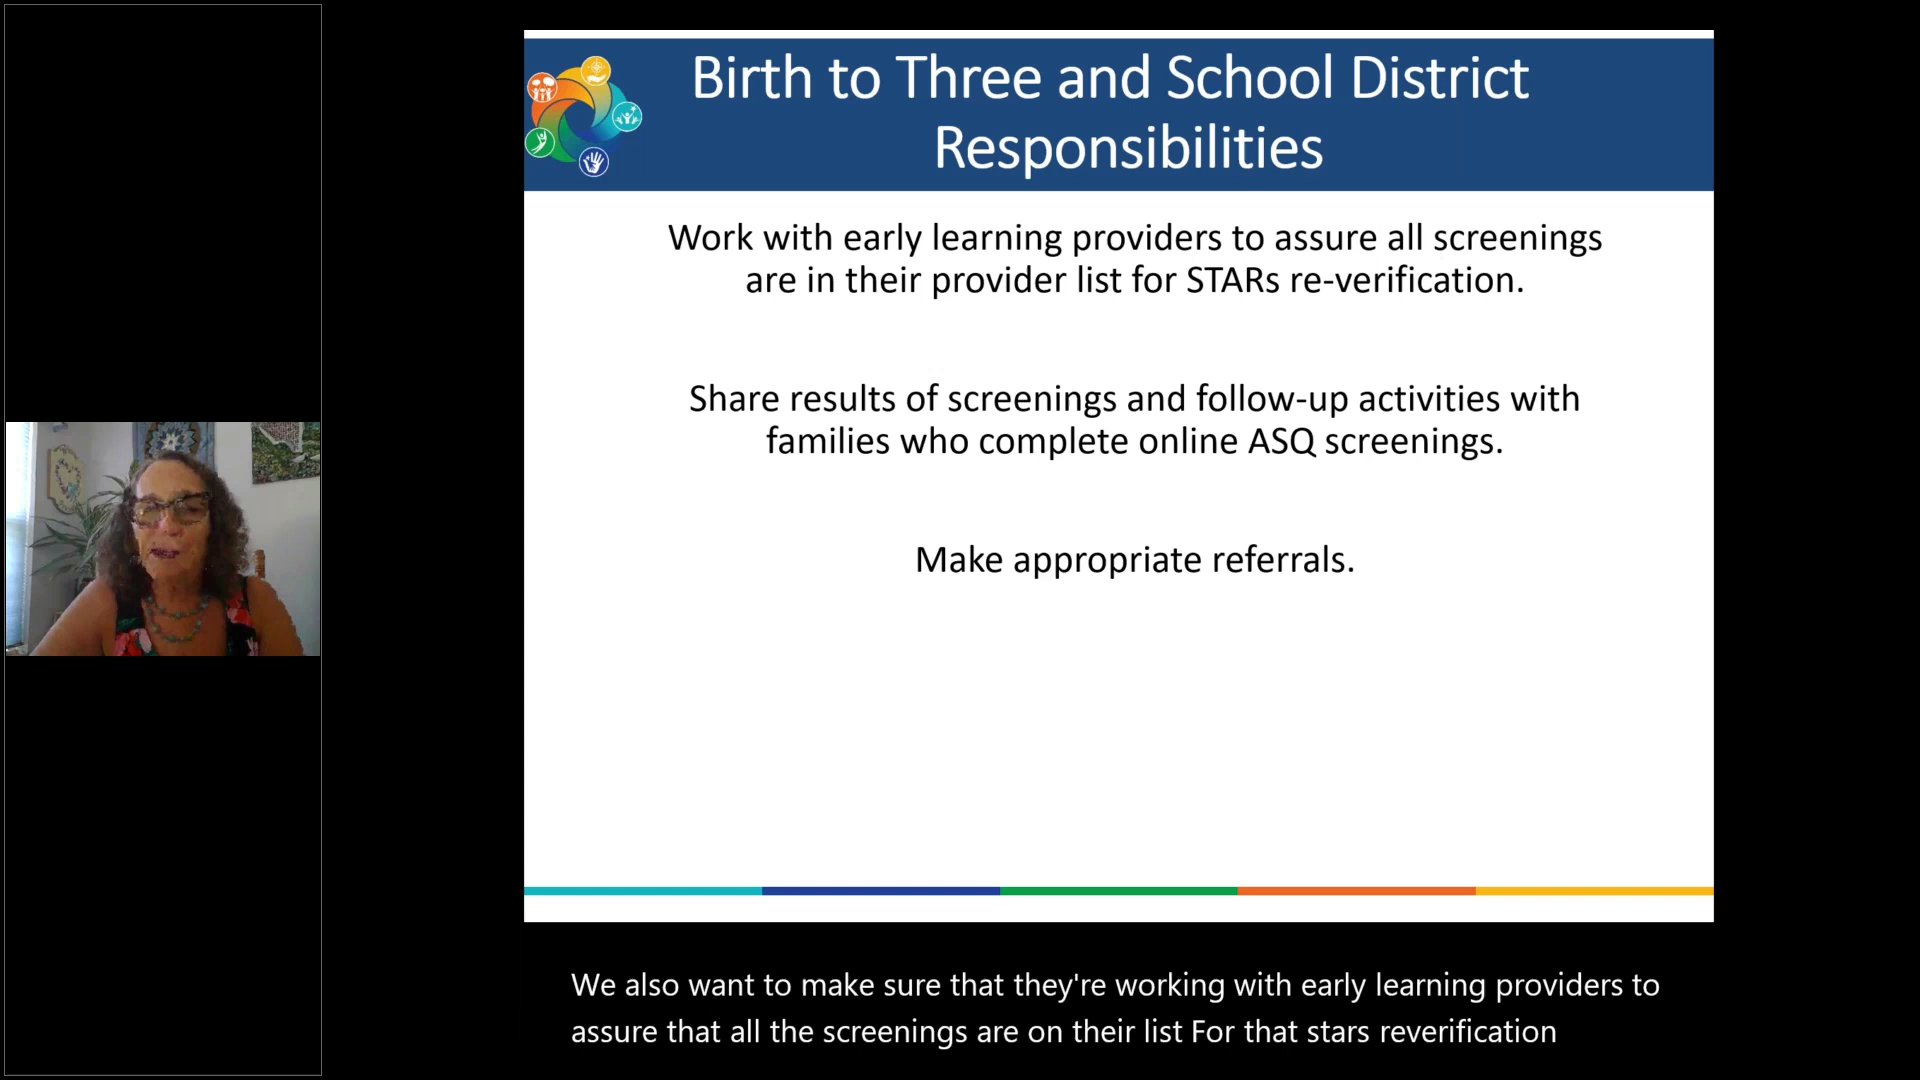 Birth to Three and School District
Responsibilities
Work with early learning providers to assure all screenings
are in their provider list for STARs re-verification.
Share results of screenings and follow-up activities with
families who complete online ASQ screenings.
Make appropriate referrals.
We also want to make sure that they're working with early learning providers to
assure that all the screenings are on their list For that stars reverification